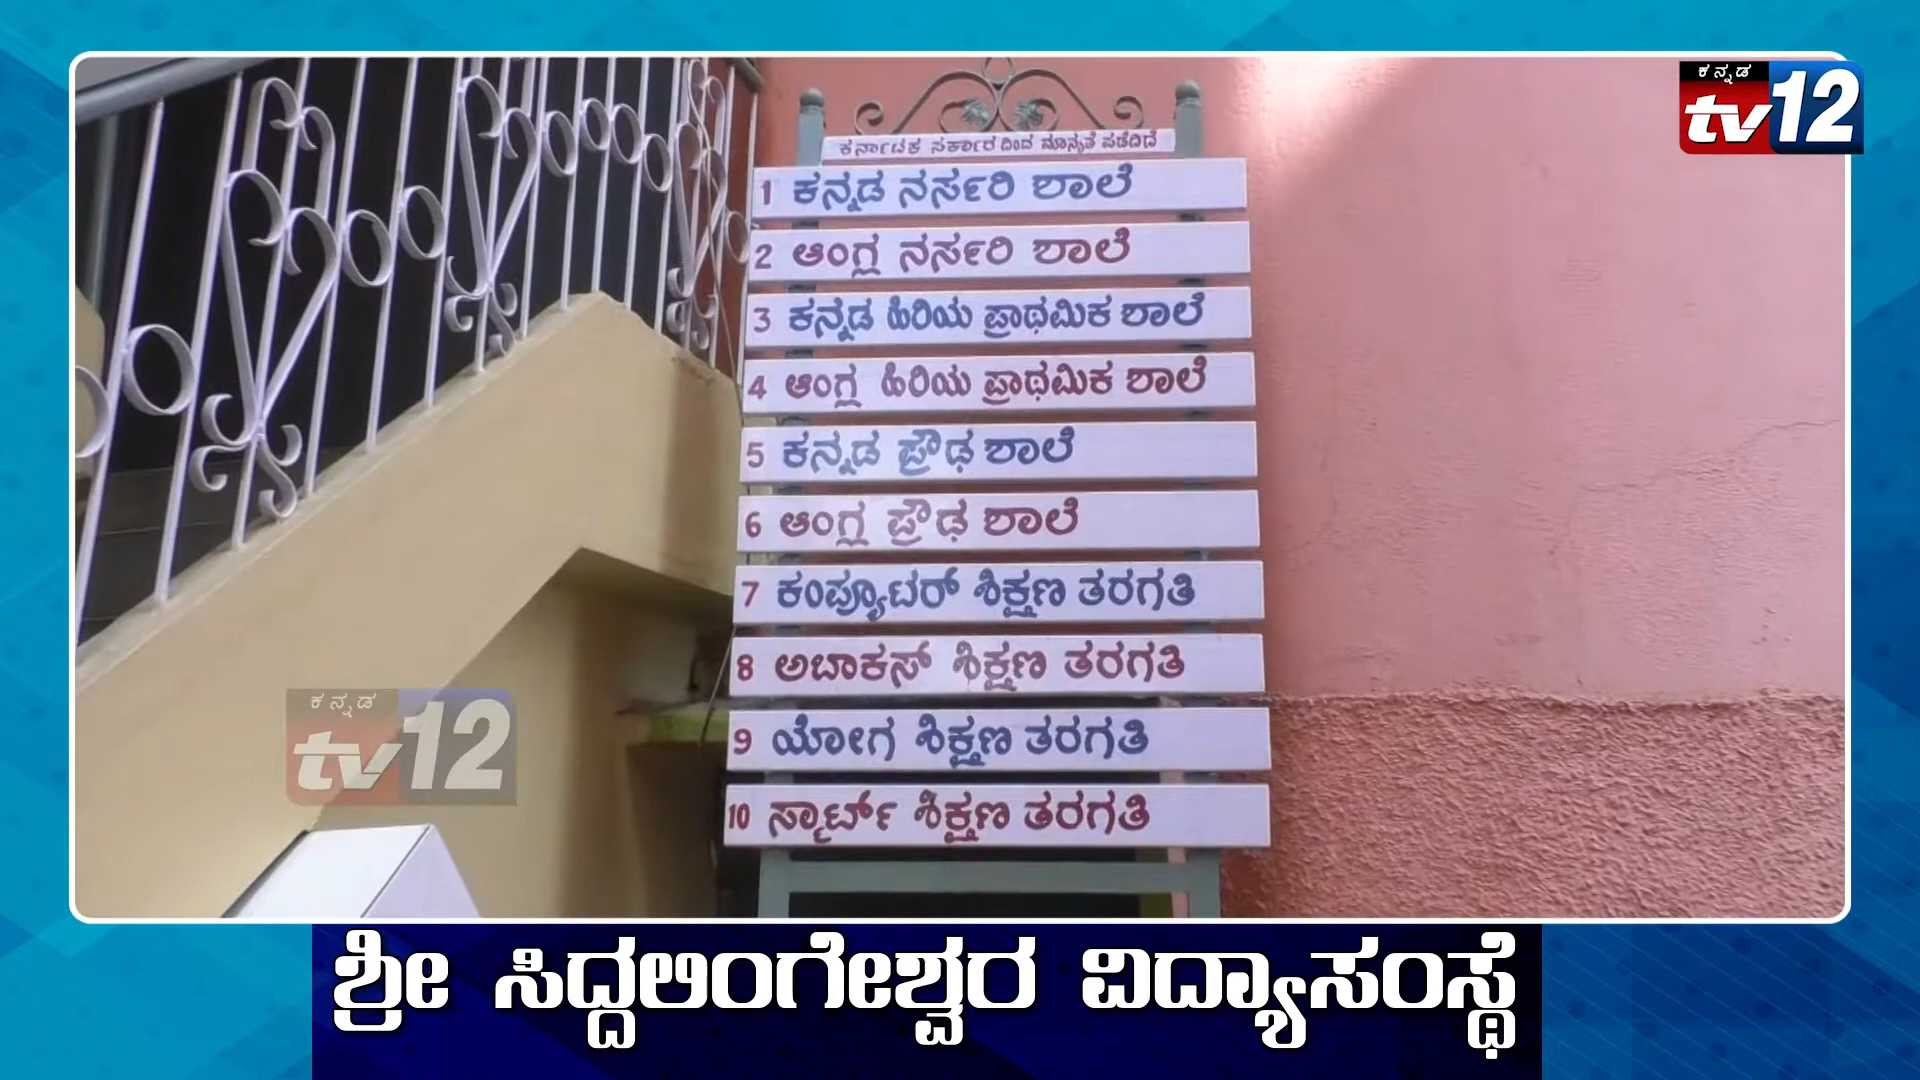 ಕನ್ನಡ
tv12
ಕರ್ನಾಟಕ ಸರ್ಕಾರದಿಂದ ಮಾನ್ಯತೆ ಪಡೆದಿದೆ
1 ಕನ್ನಡ ನರ್ಸರಿ ಶಾಲೆ
2 ಆಂಗ್ಲ ನರ್ಸರಿ ಶಾಲೆ
3 ಕನ್ನಡ ಹಿರಿಯ ಪ್ರಾಥಮಿಕ ಶಾಲೆ
4 ಆಂಗ್ಲ ಹಿರಿಯ ಪ್ರಾಥಮಿಕ ಶಾಲೆ
5 ಕನ್ನಡ ಪ್ರೌಢ ಶಾಲೆ
6 ಆಂಗ್ಲ ಪ್ರೌಢ ಶಾಲೆ
7 ಕಂಪ್ಯೂಟರ್ ಶಿಕ್ಷಣ ತರಗತಿ
8 ಅಬಾಕಸ್ ಶಿಕ್ಷಣ ತರಗತಿ
9 ಯೋಗ ಶಿಕ್ಷಣ ತರಗತಿ
10 ಸ್ಮಾರ್ಟ್ ಶಿಕ್ಷಣ ತರಗತಿ
ಕನ್ನಡ
tv12
ಶ್ರೀ ಸಿದ್ದಲಿಂಗೇಶ್ವರ ವಿದ್ಯಾಸಂಸ್ಥೆ